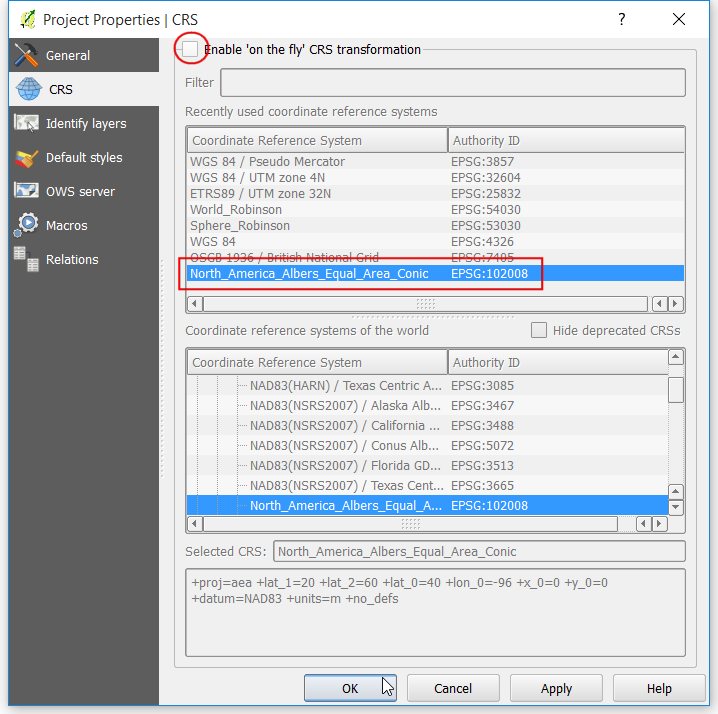 Project Properties | CRS
?
General
CRS
Identify layers
Default styles
OWS server
Macros
Relations
Enable 'on the fly' CRS transformation
Filter
Recently used coordinate reference systems
Coordinate Reference System Authority ID
WGS 84 / Pseudo Mercator EPSG:3857
WGS 84 / UTM zone 4N EPSG:32604
ETRS89 / UTM zone 32N EPSG:25832
World_Robinson EPSG:54030
Sphere_Robinson EPSG:53030
WGS 84 EPSG:4326
OSGB 1936 / British National Grid EPSG:7405
North_America_Albers_Equal_Area_Conic EPSG:102008
Coordinate reference systems of the world
Hide deprecated CRSs
Coordinate Reference System Authority ID
NAD83(HARN) / Texas Centric A... EPSG:3085
NAD83(NSRS2007) / Alaska Alb... EPSG:3467
NAD83(NSRS2007) / California ... EPSG:3488
NAD83(NSRS2007) / Conus Alb... EPSG:5072
NAD83(NSRS2007) / Florida GD... EPSG:3513
NAD83(NSRS2007) / Texas Cent... EPSG:3665
North_America_Albers_Equal_A... EPSG:102008
Selected CRS: North_America_Albers_Equal_Area_Conic
+proj=aea +lat_1=20 +lat_2=60 +lat_0=40 +lon_0=-96 +x_0=0 +y_0=0
+datum=NAD83 +units=m +no_defs
OK Cancel Apply Help